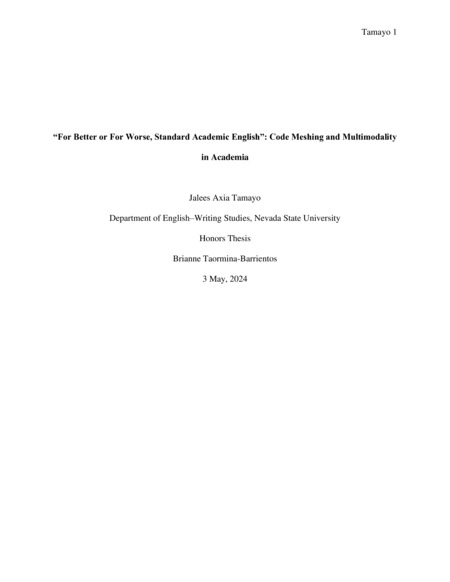 Tamayo 1
“For Better or For Worse, Standard Academic English”: Code Meshing and Multimodality
in Academia
Jalees Axia Tamayo
Department of English–Writing Studies, Nevada State University
Honors Thesis
Brianne Taormina-Barrientos
3 May, 2024